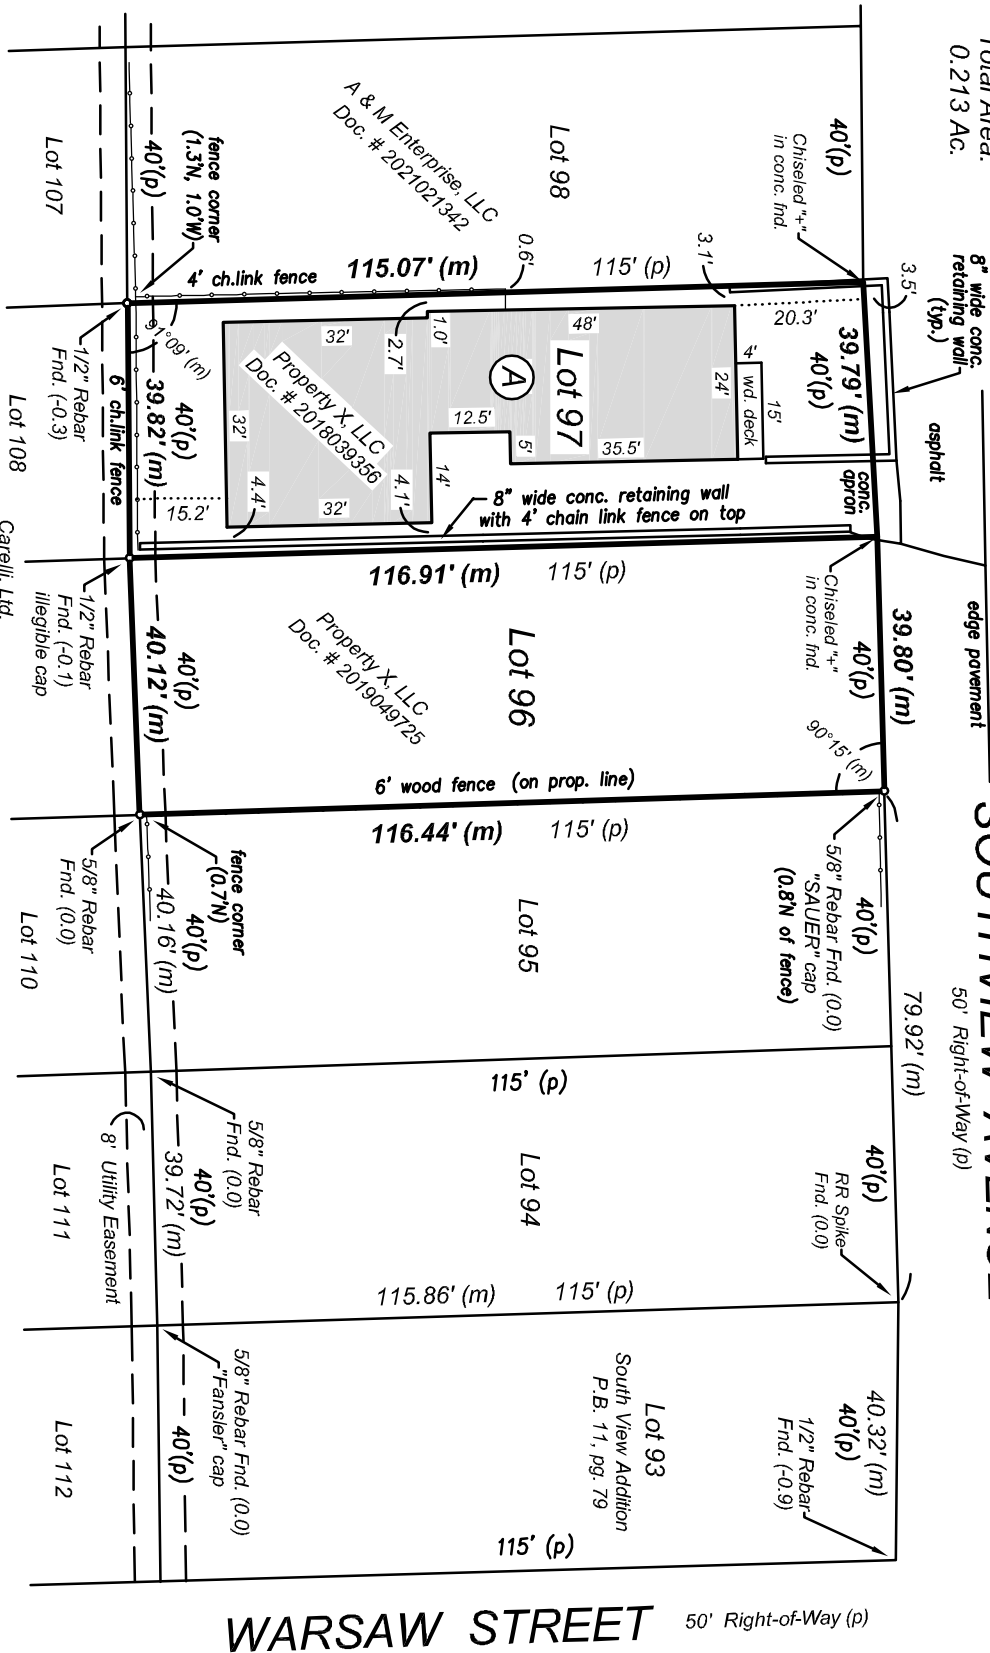 Total Area:
0.213 Ac.
SOUTHVIEW AVENUE
50' Right-of-Way (p)
edge pavement
asphalt
8" wide conc.
retaining wall
(typ.)
3.5'
40'(p)
Chiseled "+"
in conc. fnd.
39.79' (m)
40'(p)
conc.
apron
39.80' (m)
40'(p)
Chiseled "+"
in conc. fnd.
90°15' (m)
79.92' (m)
40'(p)
5/8" Rebar Fnd. (0.0)
"SAUER" cap
(0.8'N of fence)
40'(p)
RR Spike
Fnd. (0.0)
40.32' (m)
40'(p)
1/2" Rebar
Fnd. (-0.9)
Lot 98
A & M Enterprise, LLC
Doc. # 2021021342
4' ch.link fence
115.07' (m)
0.6'
115' (p)
3.1'
20.3'
4'
wd. deck
15'
24'
48'
1.0'
2.7'
32'
Lot 97
A
Property X, LLC
Doc. # 2018039356
12.5'
5'
35.5'
14'
32'
4.4'
32'
4.1'
15.2'
8" wide conc. retaining wall
with 4' chain link fence on top
116.91' (m)
115' (p)
Lot 96
Property X, LLC
Doc. # 2019049725
6' wood fence (on prop. line)
116.44' (m)
115' (p)
Lot 95
115' (p)
Lot 94
115.86' (m)
115' (p)
Lot 93
South View Addition
P.B. 11, pg. 79
115' (p)
fence corner
(1.3'N, 1.0'W)
40'(p)
91°09' (m)
40'(p)
39.82' (m)
6' ch.link fence
1/2" Rebar
Fnd. (-0.3)
40'(p)
40.12' (m)
1/2" Rebar
Fnd. (-0.1)
illegible cap
fence corner
(0.7'N)
40'(p)
40.16' (m)
5/8" Rebar
Fnd. (0.0)
5/8" Rebar
Fnd. (0.0)
40'(p)
39.72' (m)
8' Utility Easement
5/8" Rebar Fnd. (0.0)
"Fansler" cap
40'(p)
Lot 107
Lot 108
Carelli, Ltd.
Lot 110
Lot 111
Lot 112
WARSAW STREET
50' Right-of-Way (p)